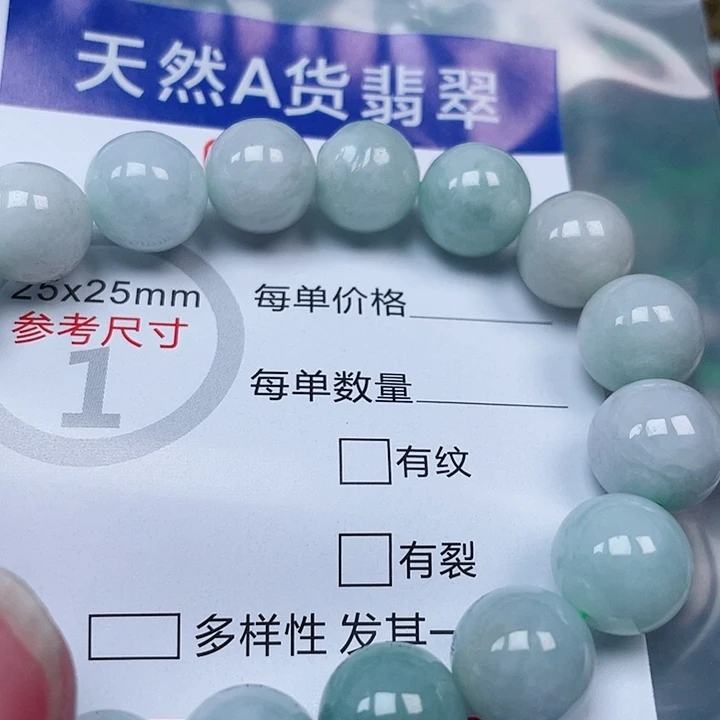 天然A货翡翠
25x25mm
参考尺寸
1
每单价格
每单数量
有纹
有裂
多样性 发其一